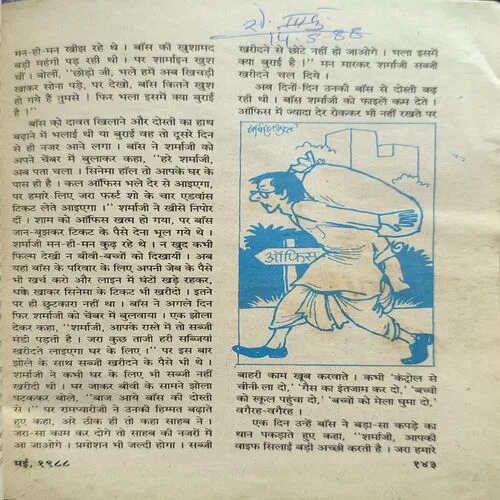 14-5-88
मन-ही-मन खीझ रहे थे। बॉस की खुशामद
बड़ी महंगी पड़ रही थी। पर शर्माइन खुश
थीं। बोलीं, ''छोड़ो जी, भले हमें अब खिचड़ी
खाकर सोना पड़े, पर देखो, बॉस कितने खुश
हो गये हैं तुमसे। फिर भला इसमें क्या बुराई
है।''
बॉस को दावत खिलाने और दोस्ती का हाथ
बढ़ाने में भलाई थी या बुराई वह तो दूसरे दिन
से ही नजर आने लगा। बॉस ने शर्माजी को
अपने चेंबर में बुलाकर कहा, ''हरे शर्माजी,
अब पता चला। सिनेमा हॉल तो आपके घर के
पास ही है। कल ऑफिस भले देर से आइएगा,
पर हमारे लिए जरा फर्स्ट शो के चार एडवांस
टिकट लेते आइएगा।'' शर्माजी ने खीसें निपोर
दीं। शाम को ऑफिस खत्म हो गया, पर बॉस
जान-बूझकर टिकट के पैसे देना भूल गये थे।
शर्माजी मन-ही-मन कुढ़ रहे थे। न खुद कभी
फिल्म देखी न बीवी-बच्चों को दिखायी। अब
यहां बॉस के परिवार के लिए अपनी जेब के पैसे
भी खर्च करो और लाइन में घंटों खड़े रहकर,
धक्के खाकर सिनेमा के टिकट भी खरीदो। इतने
पर ही छुटकारा नहीं था। बॉस ने अगले दिन
फिर शर्माजी को चेंबर में बुलवाया। एक झोला
देकर कहा, ''शर्माजी, आपके रास्ते में तो सब्जी
मंडी पड़ती है। जरा कुछ ताजी हरी सब्जियां
खरीदते लाइएगा घर के लिए।'' पर इस बार
झोले के साथ सब्जी खरीदने के पैसे भी थे।
शर्माजी ने कभी घर के लिए, भी सब्जी नहीं
खरीदी थी। घर जाकर बीवी के सामने झोला
पटककर बोले, ''बाज आये बॉस की दोस्ती
से।'' पर रामप्यारीजी ने उनकी हिम्मत बढ़ाते
हुए कहा, अरे ठीक ही तो कहा साहब ने।
जरा-सा काम कर दोगे तो साहब की नजरों में
आ जाओगे। प्रमोशन भी जल्दी होगा। सब्जी
मई, १९८८
खरीदने से छोटे नहीं हो जाओगे। भला इसमें
क्या बुराई है।'' मन मारकर शर्माजी सब्जी
खरीदने चल दिये।
अब दिनों-दिन उनकी बॉस से दोस्ती बढ़
रही थी। बॉस शर्माजी को फाइलें कम देते।
ऑफिस में ज्यादा देर रोककर भी नहीं रखते पर
ऑफिस
बाहरी काम खूब करवाते। कभी 'कंट्रोल से
चीनी ला दो,' 'गैस का इंतजाम कर दो,' 'बच्चों
को स्कूल पहुंचा दो,' 'बच्चों को मेला घुमा दो,'
वगैरह-वगैरह।
एक दिन उन्हें बॉस ने बड़ा-सा कपड़े का
थान पकड़ाते हुए कहा, ''शर्माजी, आपकी
वाइफ सिलाई बड़ी अच्छी करती है। जरा हमारे
१४३